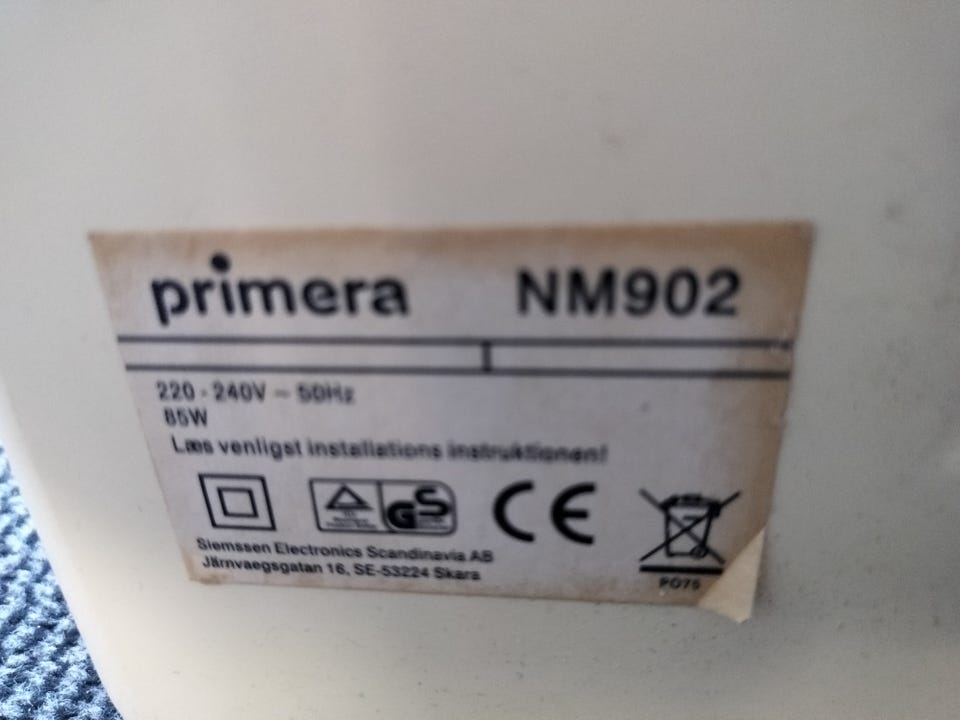 primera NM902
220 - 240V ~ 50Hz
85W
Læs venligst installations instruktionen!
GS
CE
Siemssen Electronics Scandinavia AB
Järnvaegsgatan 16, SE-53224 Skara
PO75